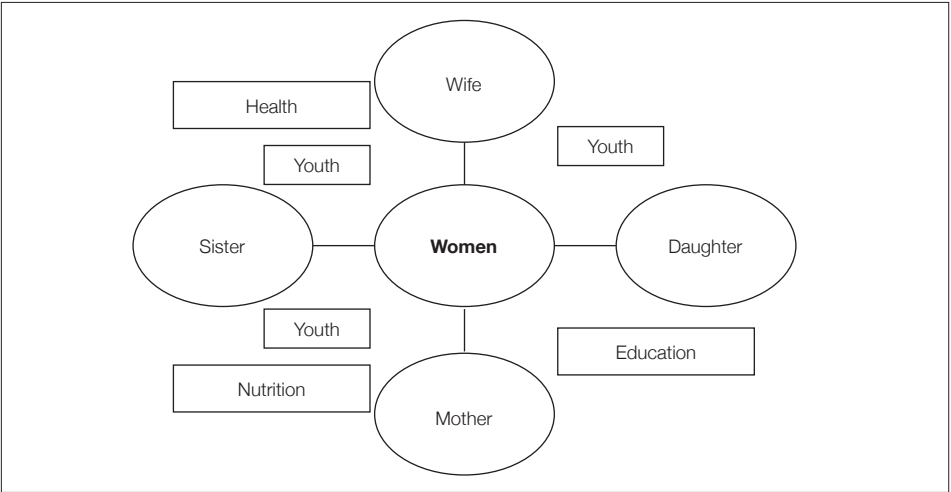 Wife
Health
Youth
Youth
Sister
Women
Daughter
Youth
Education
Nutrition
Mother